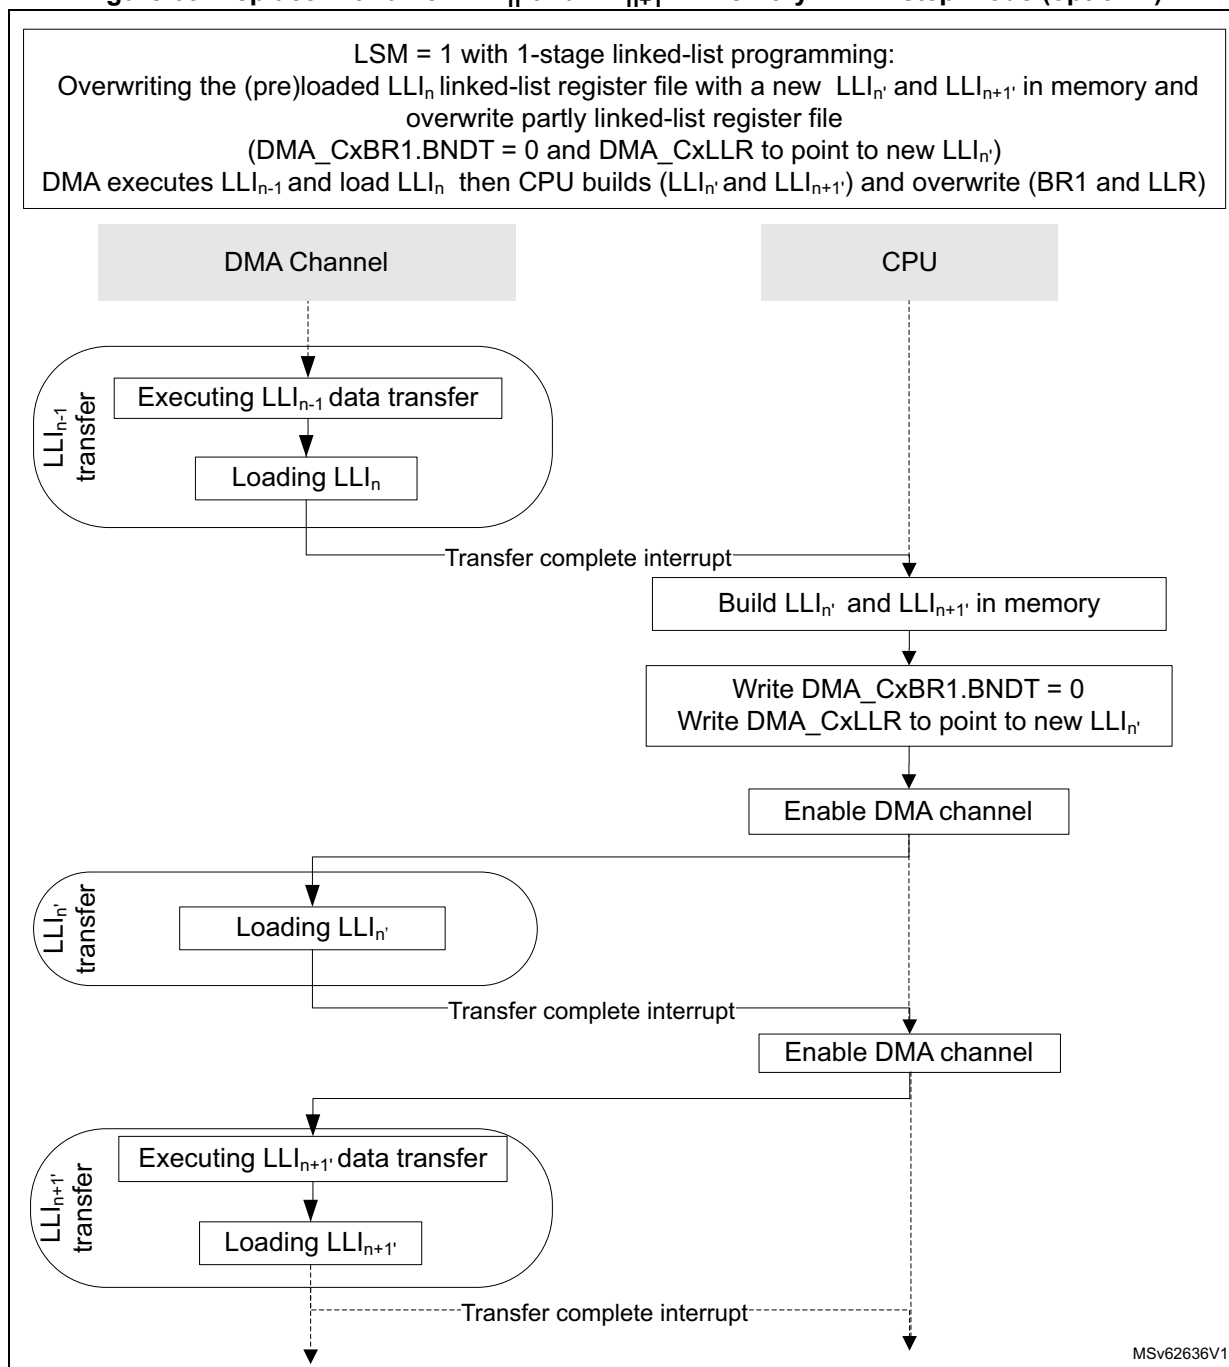 LSM = 1 with 1-stage linked-list programming:
Overwriting the (pre)loaded LLIn linked-list register file with a new LLIn' and LLIn+1' in memory and
overwrite partly linked-list register file
(DMA_CxBR1.BNDT = 0 and DMA_CxLLR to point to new LLIn')
DMA executes LLIn-1 and load LLIn then CPU builds (LLIn' and LLIn+1') and overwrite (BR1 and LLR)
DMA Channel
CPU
LLIn-1
transfer
Executing LLIn-1 data transfer
Loading LLIn
Transfer complete interrupt
Build LLIn' and LLIn+1' in memory
Write DMA_CxBR1.BNDT = 0
Write DMA_CxLLR to point to new LLIn'
Enable DMA channel
LLIn'
transfer
Loading LLIn'
Transfer complete interrupt
Enable DMA channel
LLIn+1'
transfer
Executing LLIn+1' data transfer
Loading LLIn+1'
Transfer complete interrupt
MSv62636V1